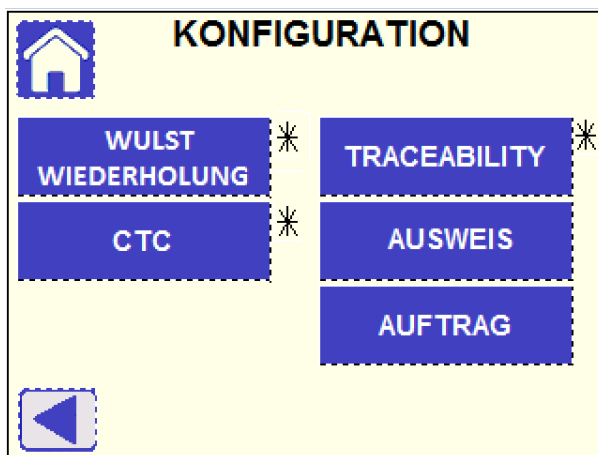 KONFIGURATION
WULST
WIEDERHOLUNG
*
TRACEABILITY
*
CTC
*
AUSWEIS
AUFTRAG